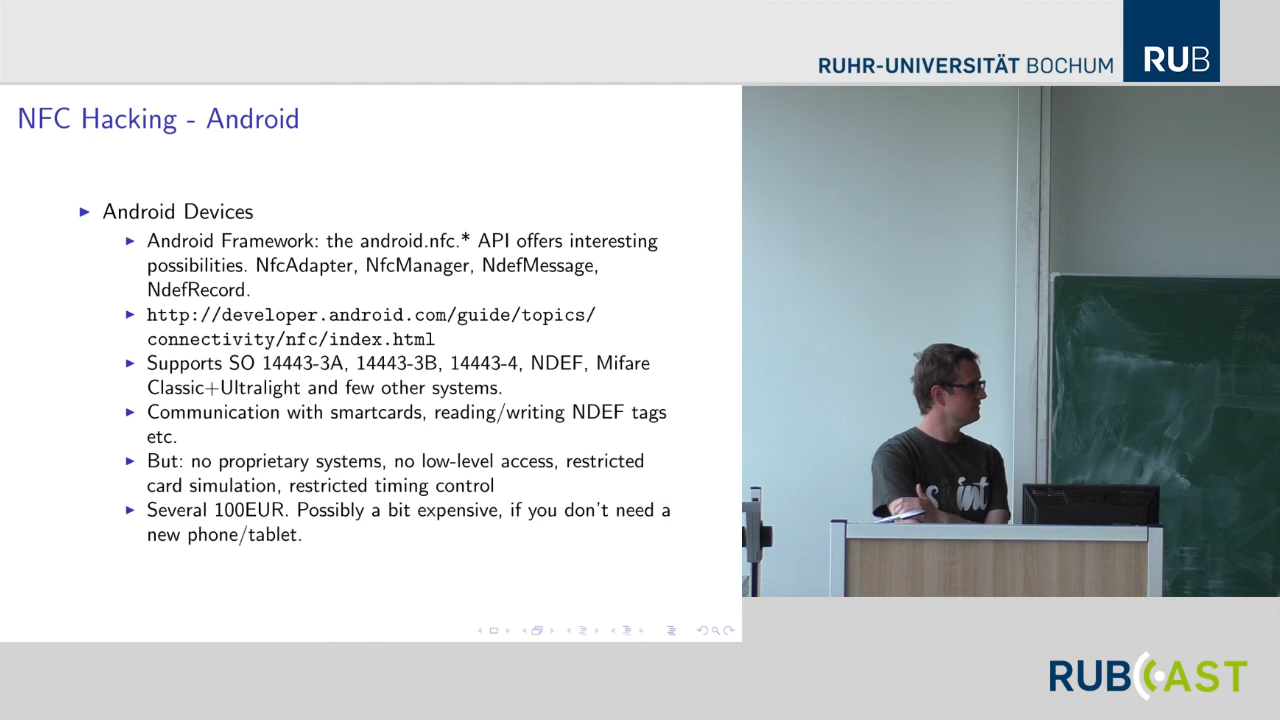 RUHR-UNIVERSITÄT BOCHUM
RUB
NFC Hacking - Android
Android Devices
Android Framework: the android.nfc.* API offers interesting
possibilities. NfcAdapter, NfcManager, NdefMessage,
NdefRecord.
http://developer.android.com/guide/topics/
connectivity/nfc/index.html
Supports SO 14443-3A, 14443-3B, 14443-4, NDEF, Mifare
Classic+Ultralight and few other systems.
Communication with smartcards, reading/writing NDEF tags
etc.
But: no proprietary systems, no low-level access, restricted
card simulation, restricted timing control
Several 100EUR. Possibly a bit expensive, if you don't need a
new phone/tablet.
RUBCAST